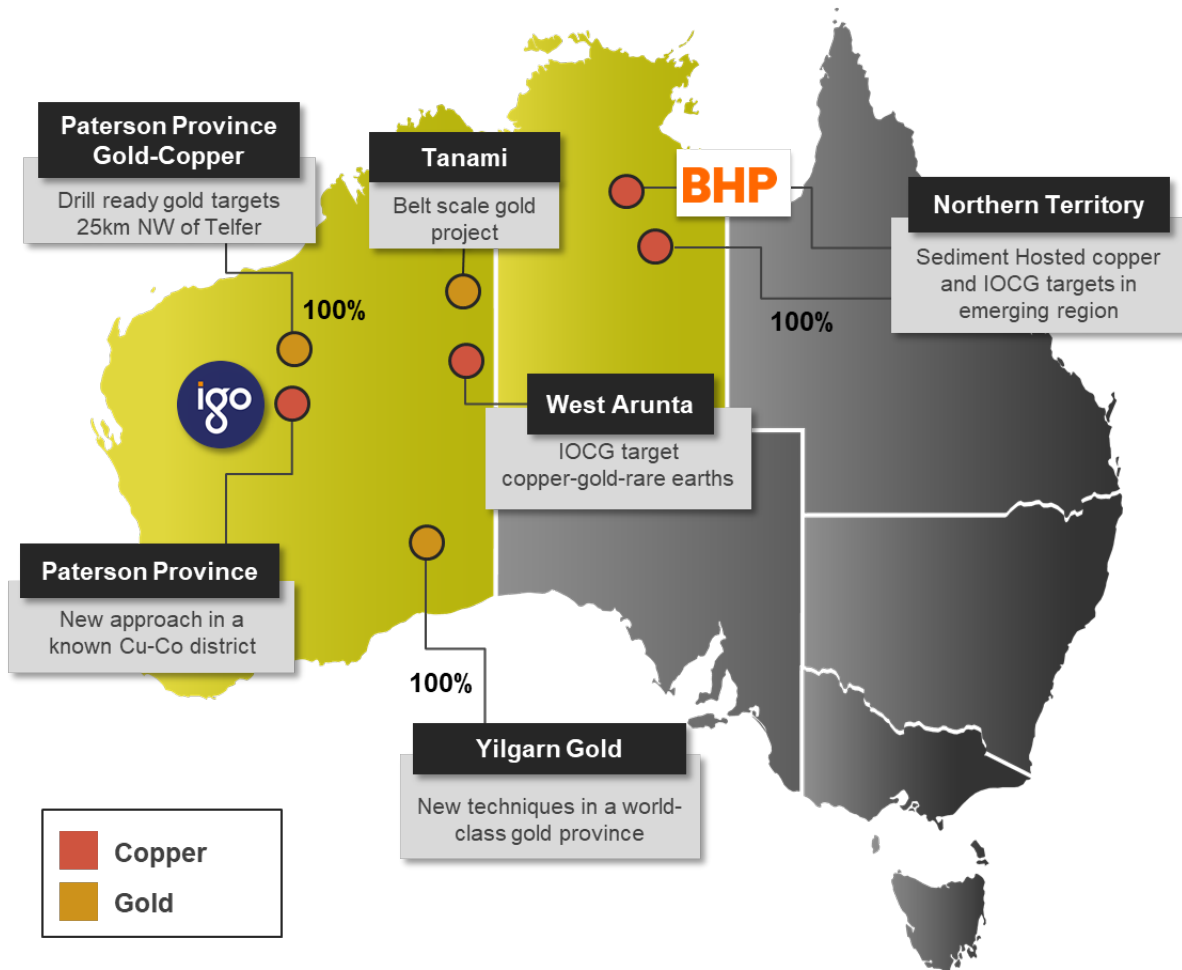 Paterson Province
Gold-Copper
Drill ready gold targets
25km NW of Telfer
Tanami
Belt scale gold
project
BHP
Northern Territory
Sediment Hosted copper
and IOCG targets in
emerging region
100%
100%
igo
West Arunta
IOCG target
copper-gold-rare earths
Paterson Province
New approach in a
known Cu-Co district
100%
Yilgarn Gold
New techniques in a world-
class gold province
Copper
Gold